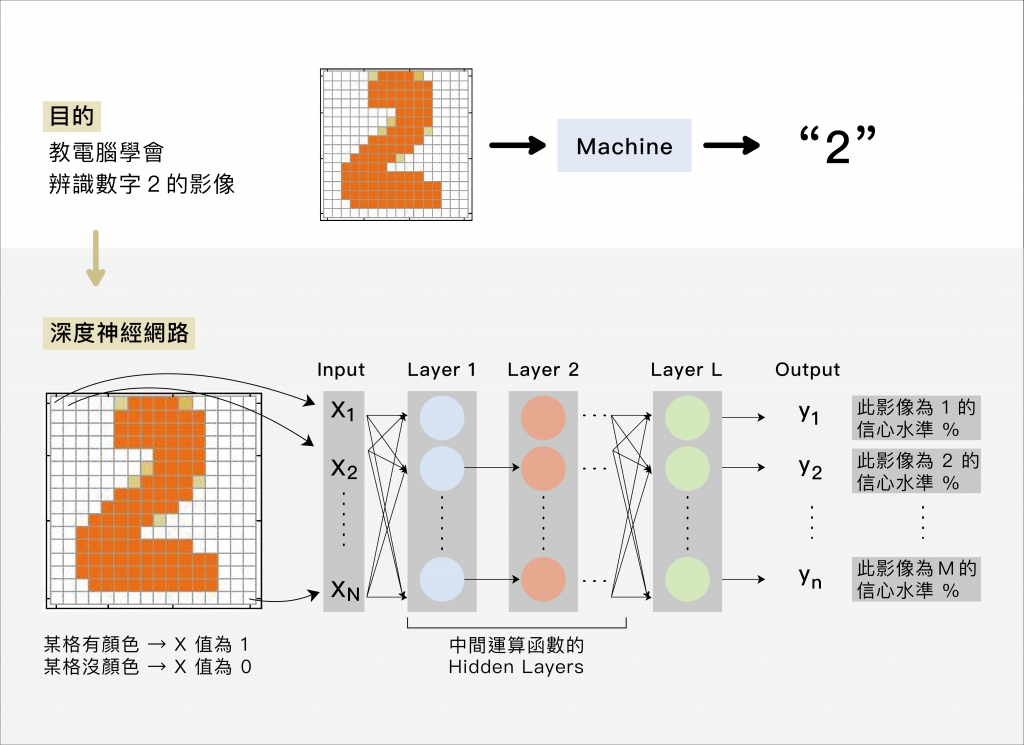 目的
教電腦學會
辨識數字 2 的影像
Machine
“2”
深度神經網路
Input
Layer 1
Layer 2
Layer L
Output
X1
X2
XN
y1
此影像為 1 的
信心水準 %
y2
此影像為 2 的
信心水準 %
yn
此影像為 M 的
信心水準 %
某格有顏色 → X 值為 1
某格沒顏色 → X 值為 0
中間運算函數的
Hidden Layers